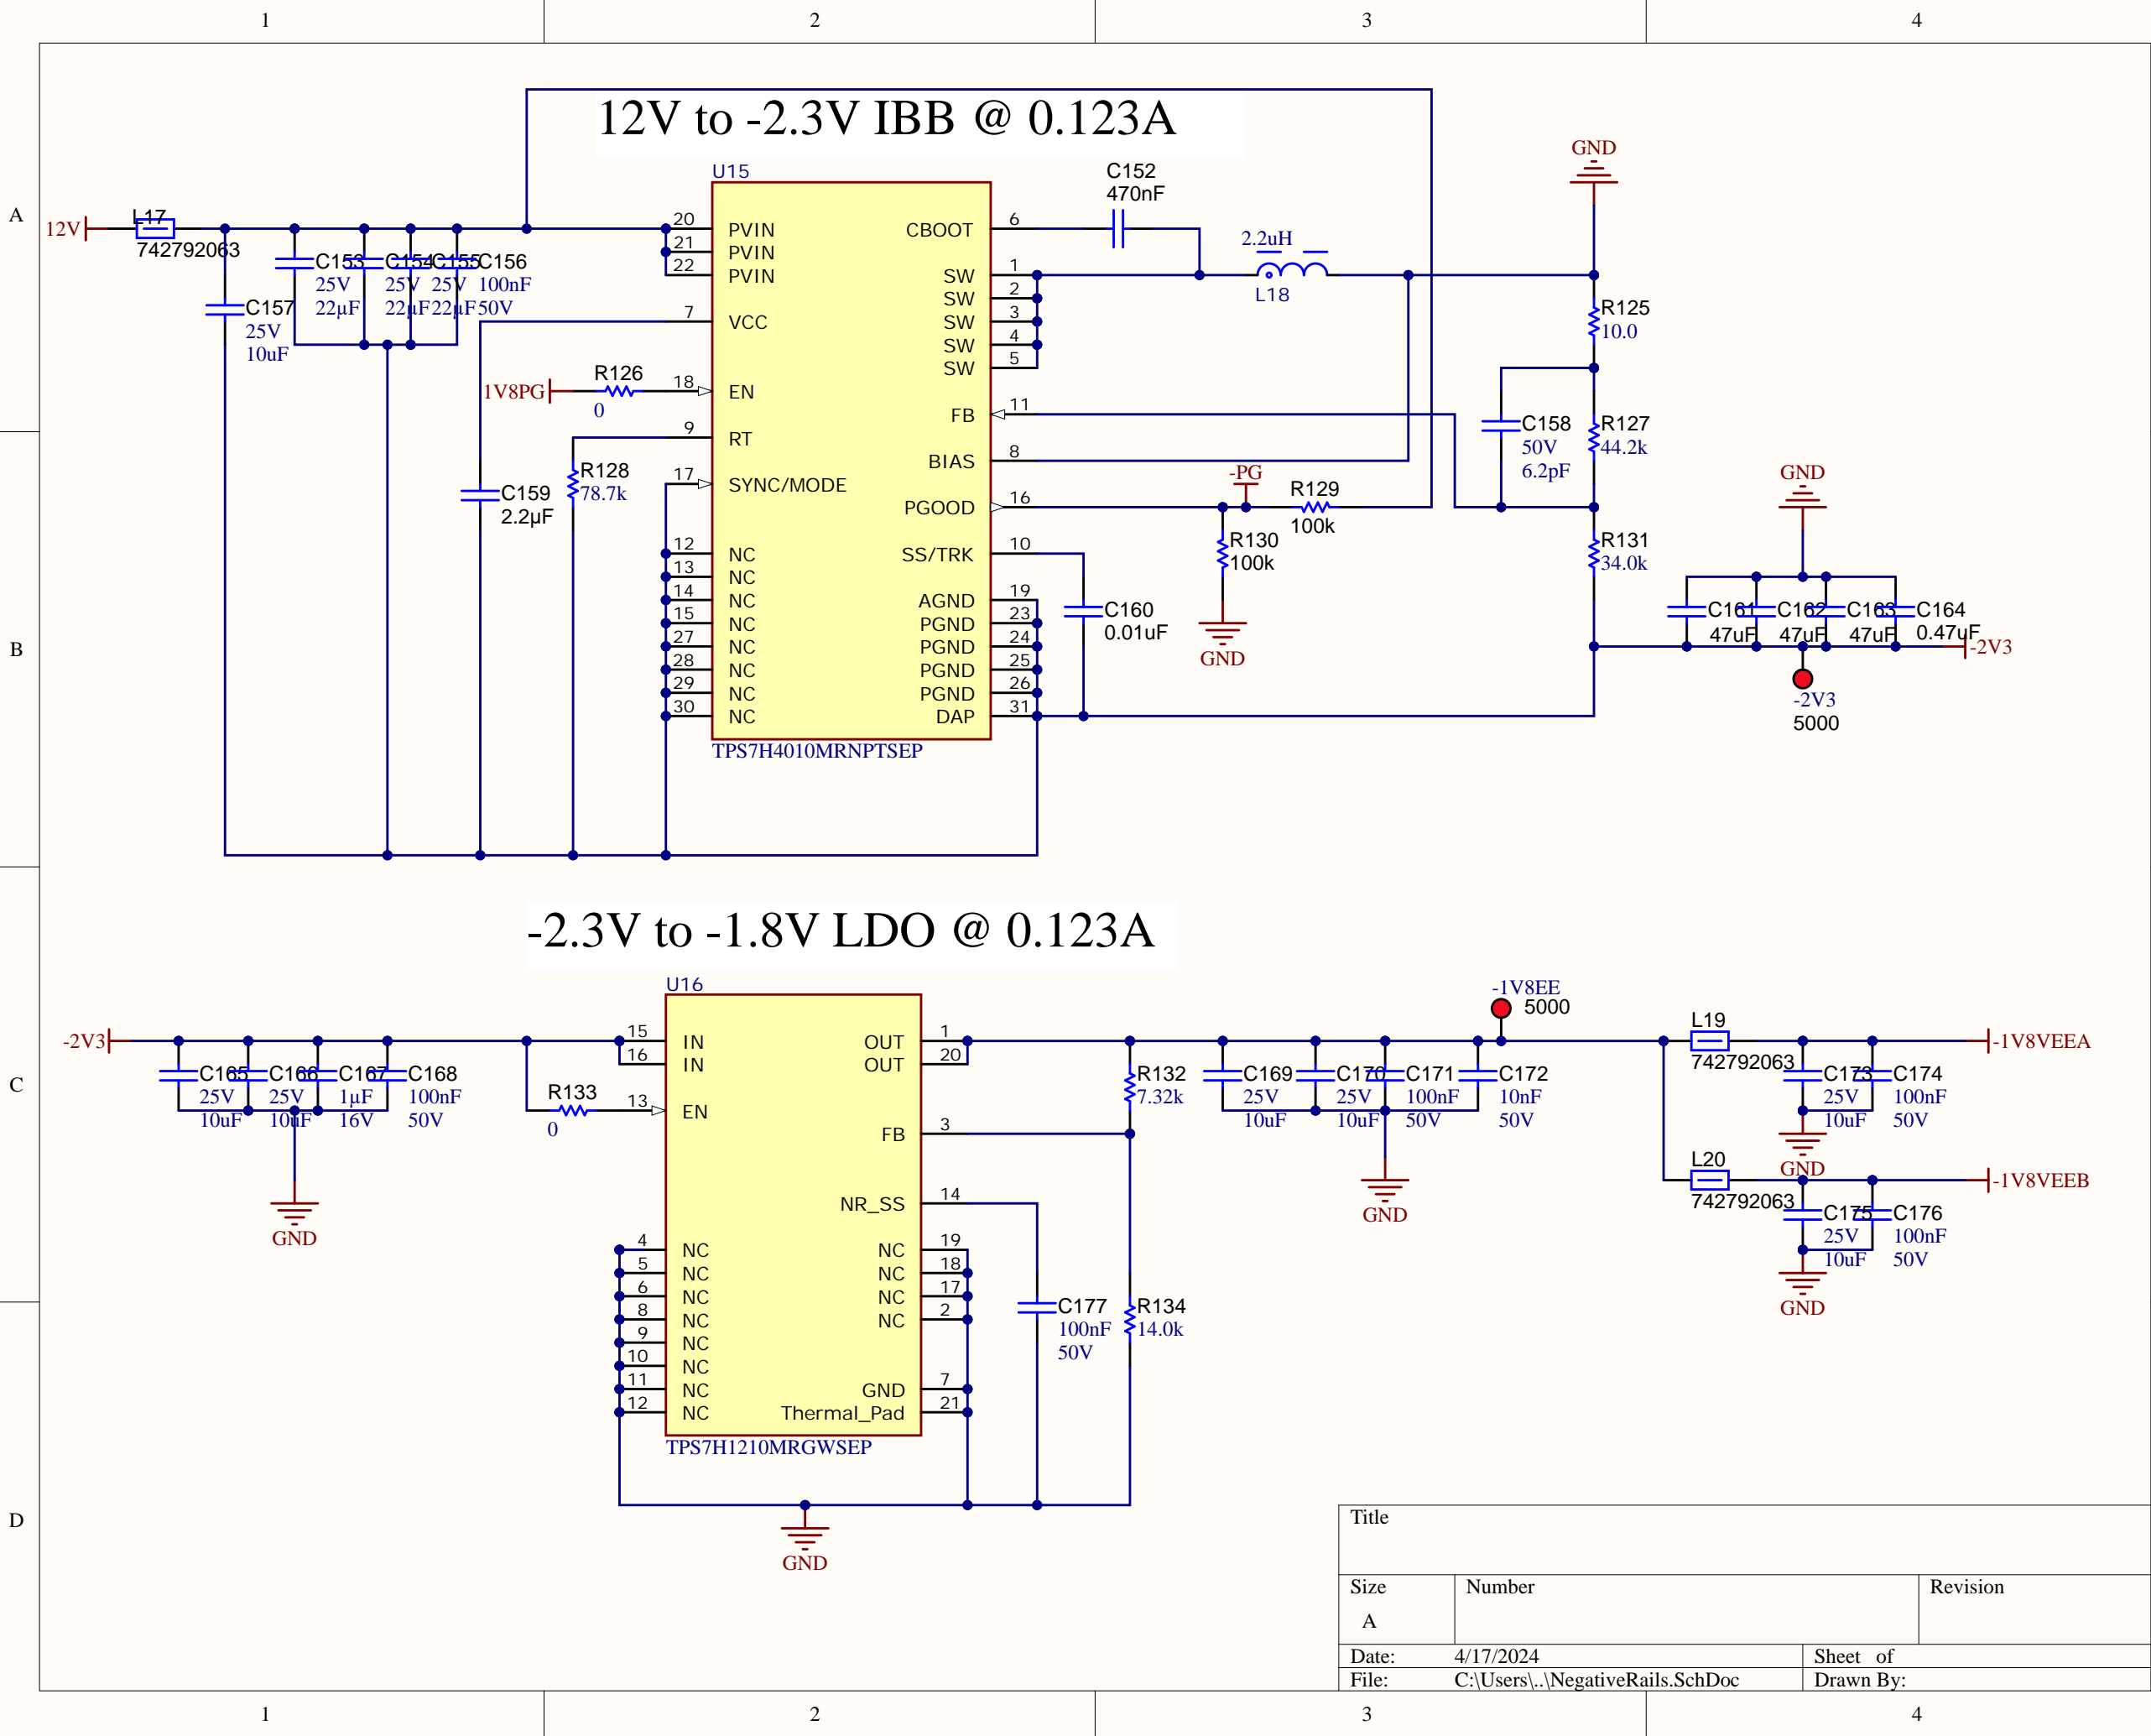 1 2 3 4
12V to -2.3V IBB @ 0.123A
A
B
C
D
12V
L17
742792063
C157
25V
10uF
C153
25V
22µF
C154
25V
22µF
C155
25V
22µF
C156
100nF
50V
1V8PG
R126
0
R128
78.7k
C159
2.2µF
U15
20 PVIN
21 PVIN
22 PVIN
7 VCC
18 EN
9 RT
17 SYNC/MODE
12 NC
13 NC
14 NC
15 NC
27 NC
28 NC
29 NC
30 NC
CBOOT 6
SW 1
SW 2
SW 3
SW 4
SW 5
FB 11
BIAS 8
PGOOD 16
SS/TRK 10
AGND 19
PGND 23
PGND 24
PGND 25
PGND 26
DAP 31
TPS7H4010MRNPTSEP
C152
470nF
2.2uH
L18
GND
R125
10.0
C158
50V
6.2pF
R127
44.2k
-PG
R129
100k
R130
100k
GND
C160
0.01uF
R131
34.0k
GND
C161
47uF
C162
47uF
C163
47uF
C164
0.47uF
-2V3
-2V3
5000
-2.3V to -1.8V LDO @ 0.123A
-2V3
C165
25V
10uF
C166
25V
10uF
C167
1µF
16V
C168
100nF
50V
GND
R133
0
U16
15 IN
16 IN
13 EN
4 NC
5 NC
6 NC
8 NC
9 NC
10 NC
11 NC
12 NC
OUT 1
OUT 20
FB 3
NR_SS 14
NC 19
NC 18
NC 17
NC 2
GND 7
Thermal_Pad 21
TPS7H1210MRGWSEP
GND
R132
7.32k
R134
14.0k
C177
100nF
50V
C169
25V
10uF
C170
25V
10uF
C171
100nF
50V
C172
10nF
50V
GND
-1V8EE
5000
L19
742792063
C173
25V
10uF
C174
100nF
50V
GND
-1V8VEEA
L20
742792063
C175
25V
10uF
C176
100nF
50V
GND
-1V8VEEB
Title
Size Number Revision
A
Date: 4/17/2024 Sheet of
File: C:\Users\..\NegativeRails.SchDoc Drawn By:
1 2 3 4